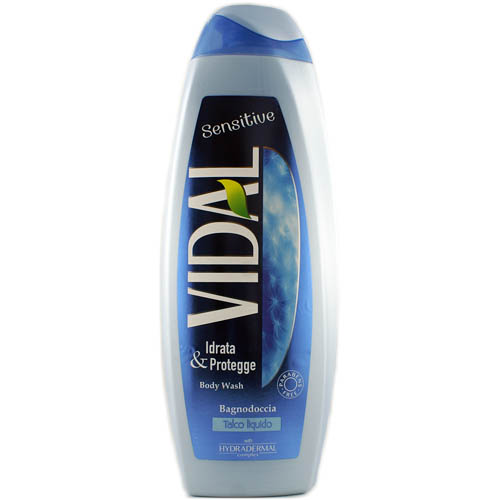 Sensitive
VIDAL
Idrata
& Protegge
Body Wash
PARABENS FREE
Bagnodoccia
Talco liquido
with
HYDRADERMAL
complex